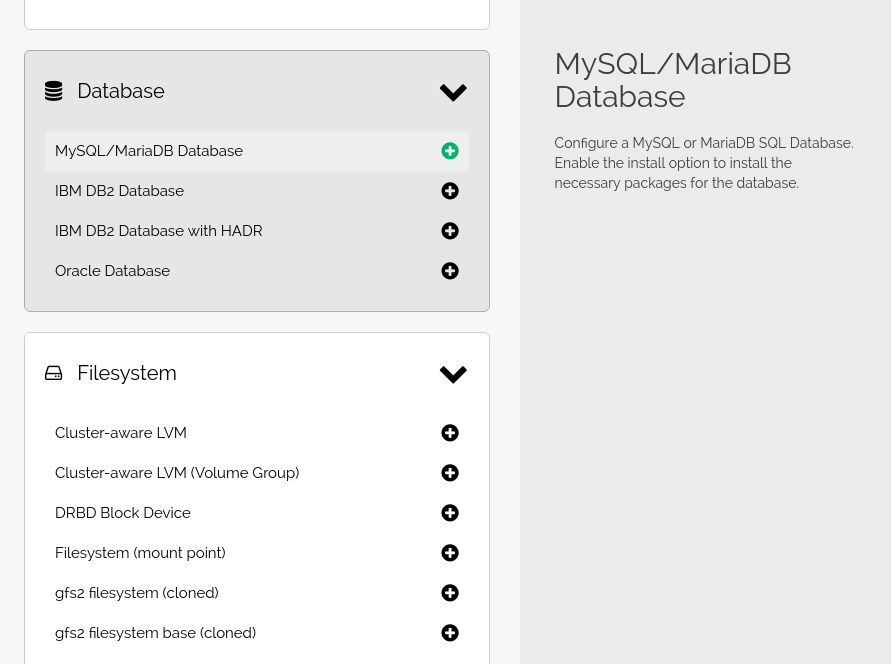 Database
MySQL/MariaDB Database
IBM DB2 Database
IBM DB2 Database with HADR
Oracle Database
Filesystem
Cluster-aware LVM
Cluster-aware LVM (Volume Group)
DRBD Block Device
Filesystem (mount point)
gfs2 filesystem (cloned)
gfs2 filesystem base (cloned)
MySQL/MariaDB
Database
Configure a MySQL or MariaDB SQL Database.
Enable the install option to install the
necessary packages for the database.